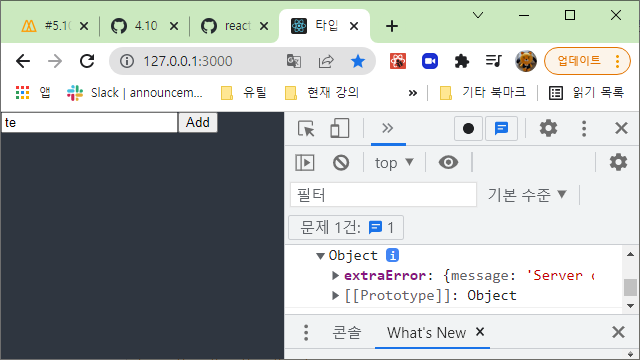 #5.10
4.10
react
타입
127.0.0.1:3000
업데이트
앱
Slack | announcem...
유틸
현재 강의
»
기타 북마크
읽기 목록
te
Add
top
필터
기본 수준
문제 1건: 1
Object
extraError: {message: 'Server
[[Prototype]]: Object
콘솔
What's New